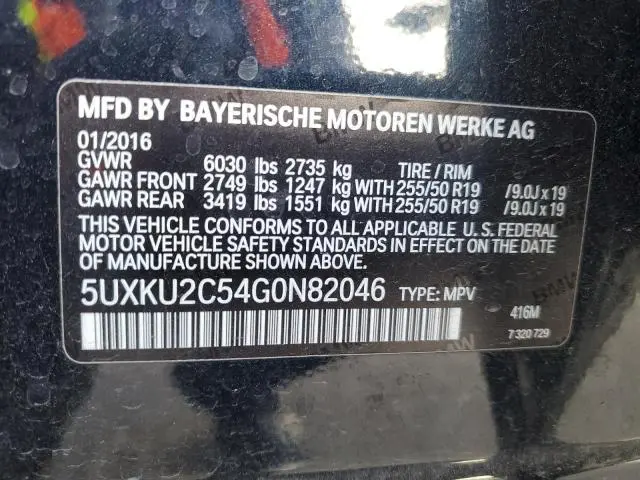 MFD BY BAYERISCHE MOTOREN WERKE AG
01/2016
GVWR 6030 lbs 2735 kg TIRE / RIM
GAWR FRONT 2749 lbs 1247 kg WITH 255/50 R19 /9.0J x 19
GAWR REAR 3419 lbs 1551 kg WITH 255/50 R19 /9.0J x 19
THIS VEHICLE CONFORMS TO ALL APPLICABLE U. S. FEDERAL
MOTOR VEHICLE SAFETY STANDARDS IN EFFECT ON THE DATE
OF MANUFACTURE SHOWN ABOVE.
5UXKU2C54G0N82046 TYPE: MPV
416M
7 320 729